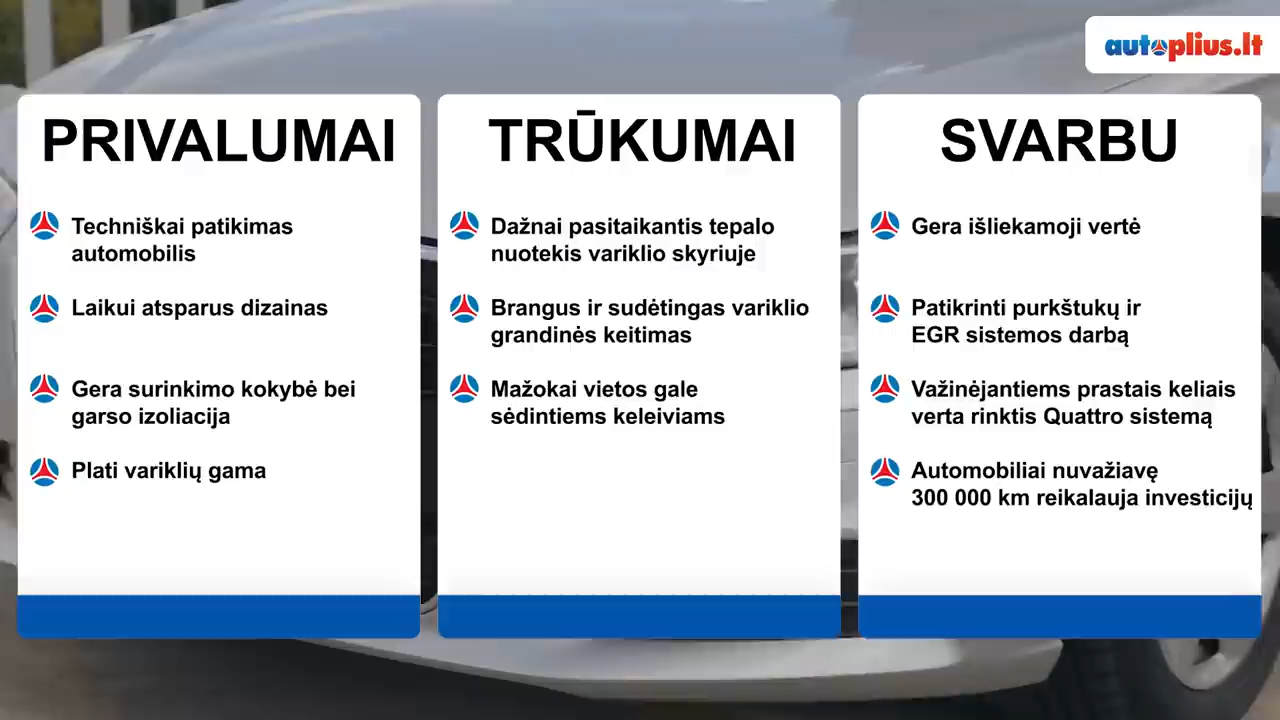 autoplius.lt
PRIVALUMAI
Techniškai patikimas
automobilis
Laikui atsparus dizainas
Gera surinkimo kokybė bei
garso izoliacija
Plati variklių gama
TRŪKUMAI
Dažnai pasitaikantis tepalo
nuotekis variklio skyriuje
Brangus ir sudėtingas variklio
grandinės keitimas
Mažokai vietos gale
sėdintiems keleiviams
SVARBU
Gera išliekamoji vertė
Patikrinti purkštukų ir
EGR sistemos darbą
Važinėjantiems prastais keliais
verta rinktis Quattro sistemą
Automobiliai nuvažiavę
300 000 km reikalauja investicijų